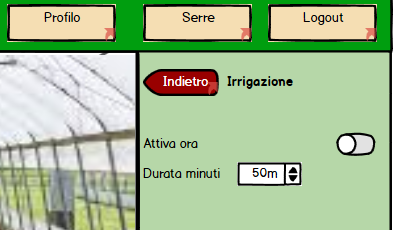 Profilo Serre Logout
Indietro Irrigazione
Attiva ora
Durata minuti 50m